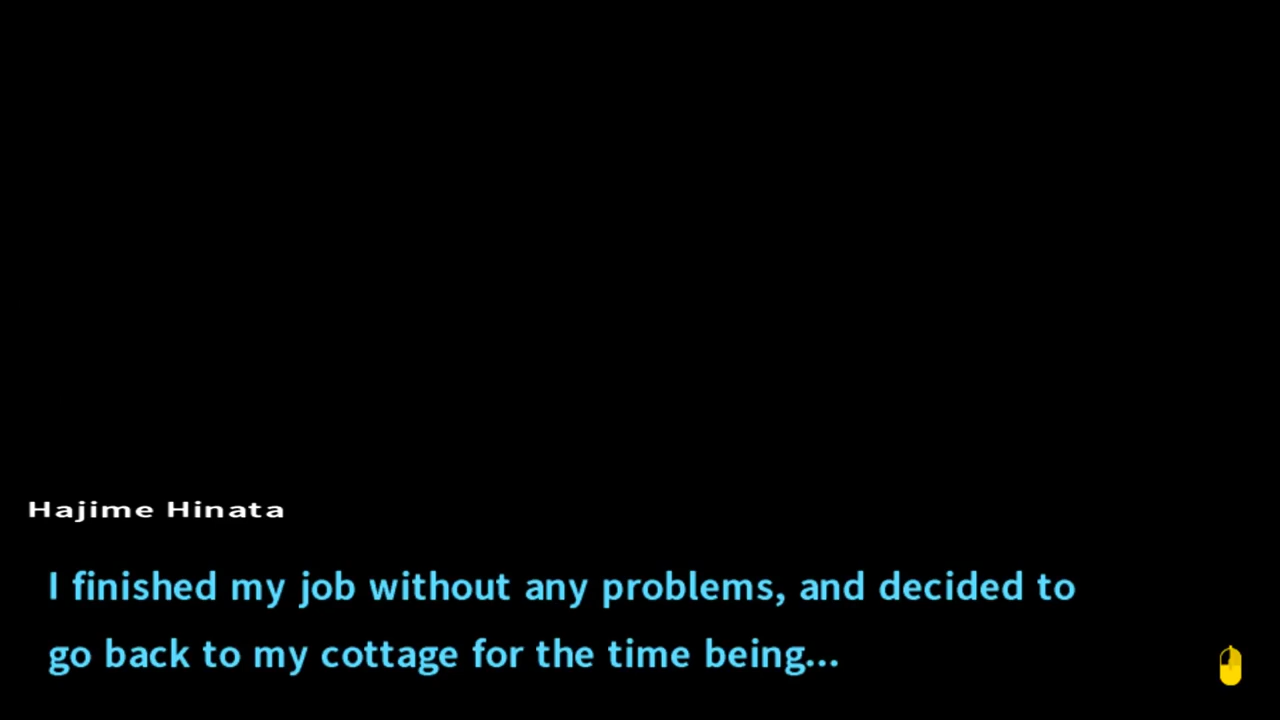 Hajime Hinata
I finished my job without any problems, and decided to
go back to my cottage for the time being...